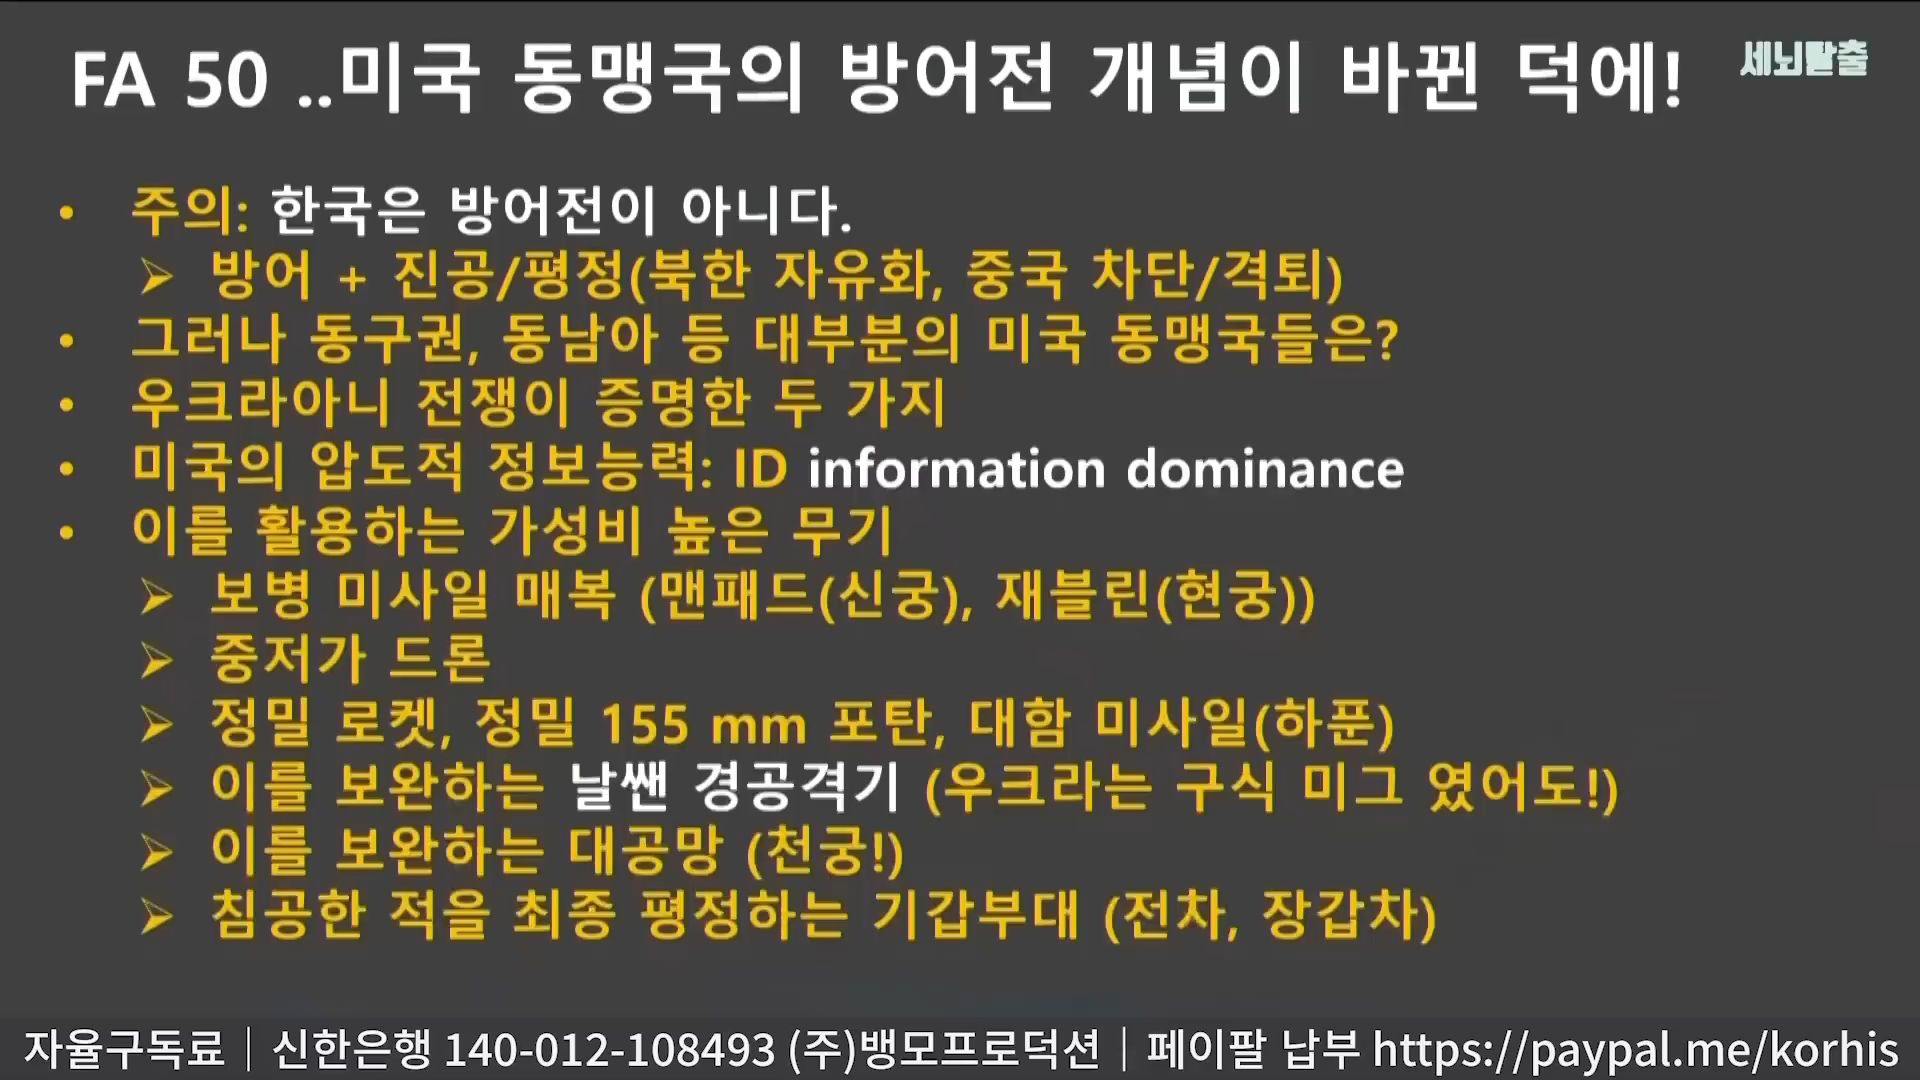 FA 50 ..미국 동맹국의 방어전 개념이 바뀐 덕에!
세뇌탈출
• 주의: 한국은 방어전이 아니다.
➢ 방어 + 진공/평정(북한 자유화, 중국 차단/격퇴)
• 그러나 동구권, 동남아 등 대부분의 미국 동맹국들은?
• 우크라아니 전쟁이 증명한 두 가지
• 미국의 압도적 정보능력: ID information dominance
• 이를 활용하는 가성비 높은 무기
➢ 보병 미사일 매복 (맨패드(신궁), 재블린(현궁))
➢ 중저가 드론
➢ 정밀 로켓, 정밀 155 mm 포탄, 대함 미사일(하푼)
➢ 이를 보완하는 날쌘 경공격기 (우크라는 구식 미그 였어도!)
➢ 이를 보완하는 대공망 (천궁!)
➢ 침공한 적을 최종 평정하는 기갑부대 (전차, 장갑차)
자율구독료｜신한은행 140-012-108493 (주)뱅모프로덕션｜페이팔 납부 https://paypal.me/korhis